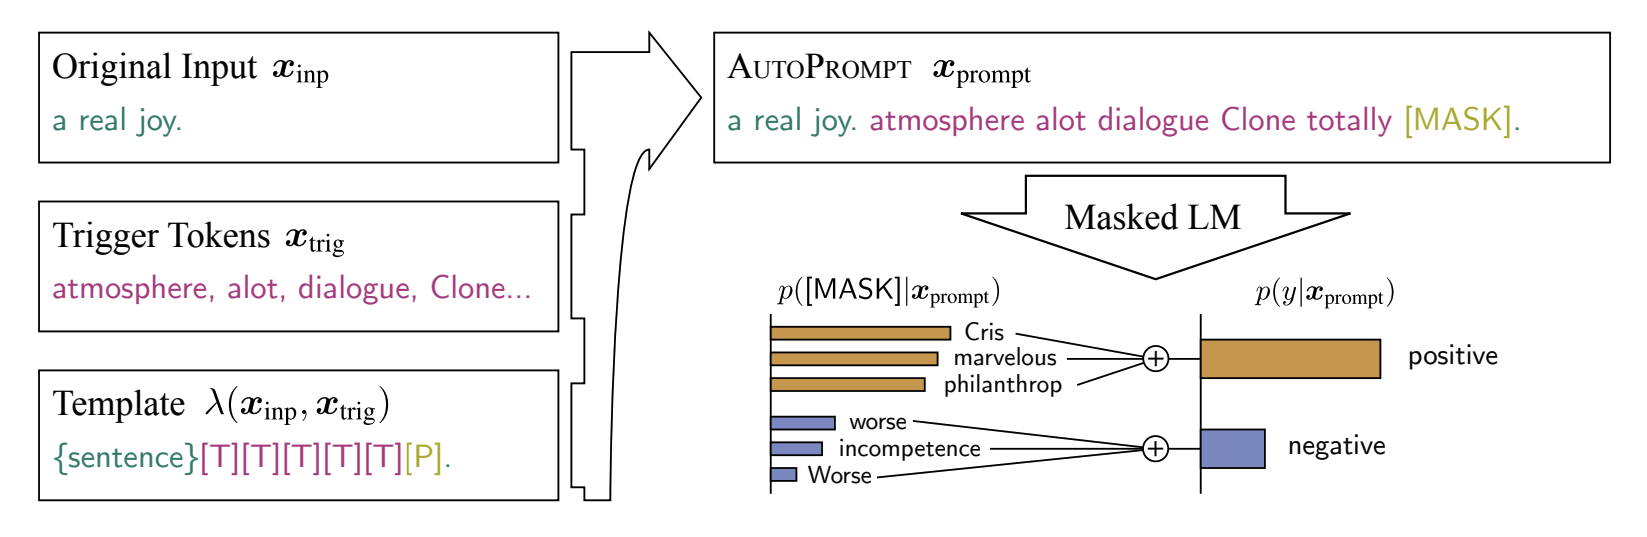 Original Input x_inp
a real joy.
Trigger Tokens x_trig
atmosphere, alot, dialogue, Clone...
Template λ(x_inp, x_trig)
{sentence}[T][T][T][T][T][P].
AUTOPROMPT x_prompt
a real joy. atmosphere alot dialogue Clone totally [MASK].
Masked LM
p([MASK]|x_prompt)
Cris
marvelous
philanthrop
worse
incompetence
Worse
p(y|x_prompt)
+
positive
+
negative